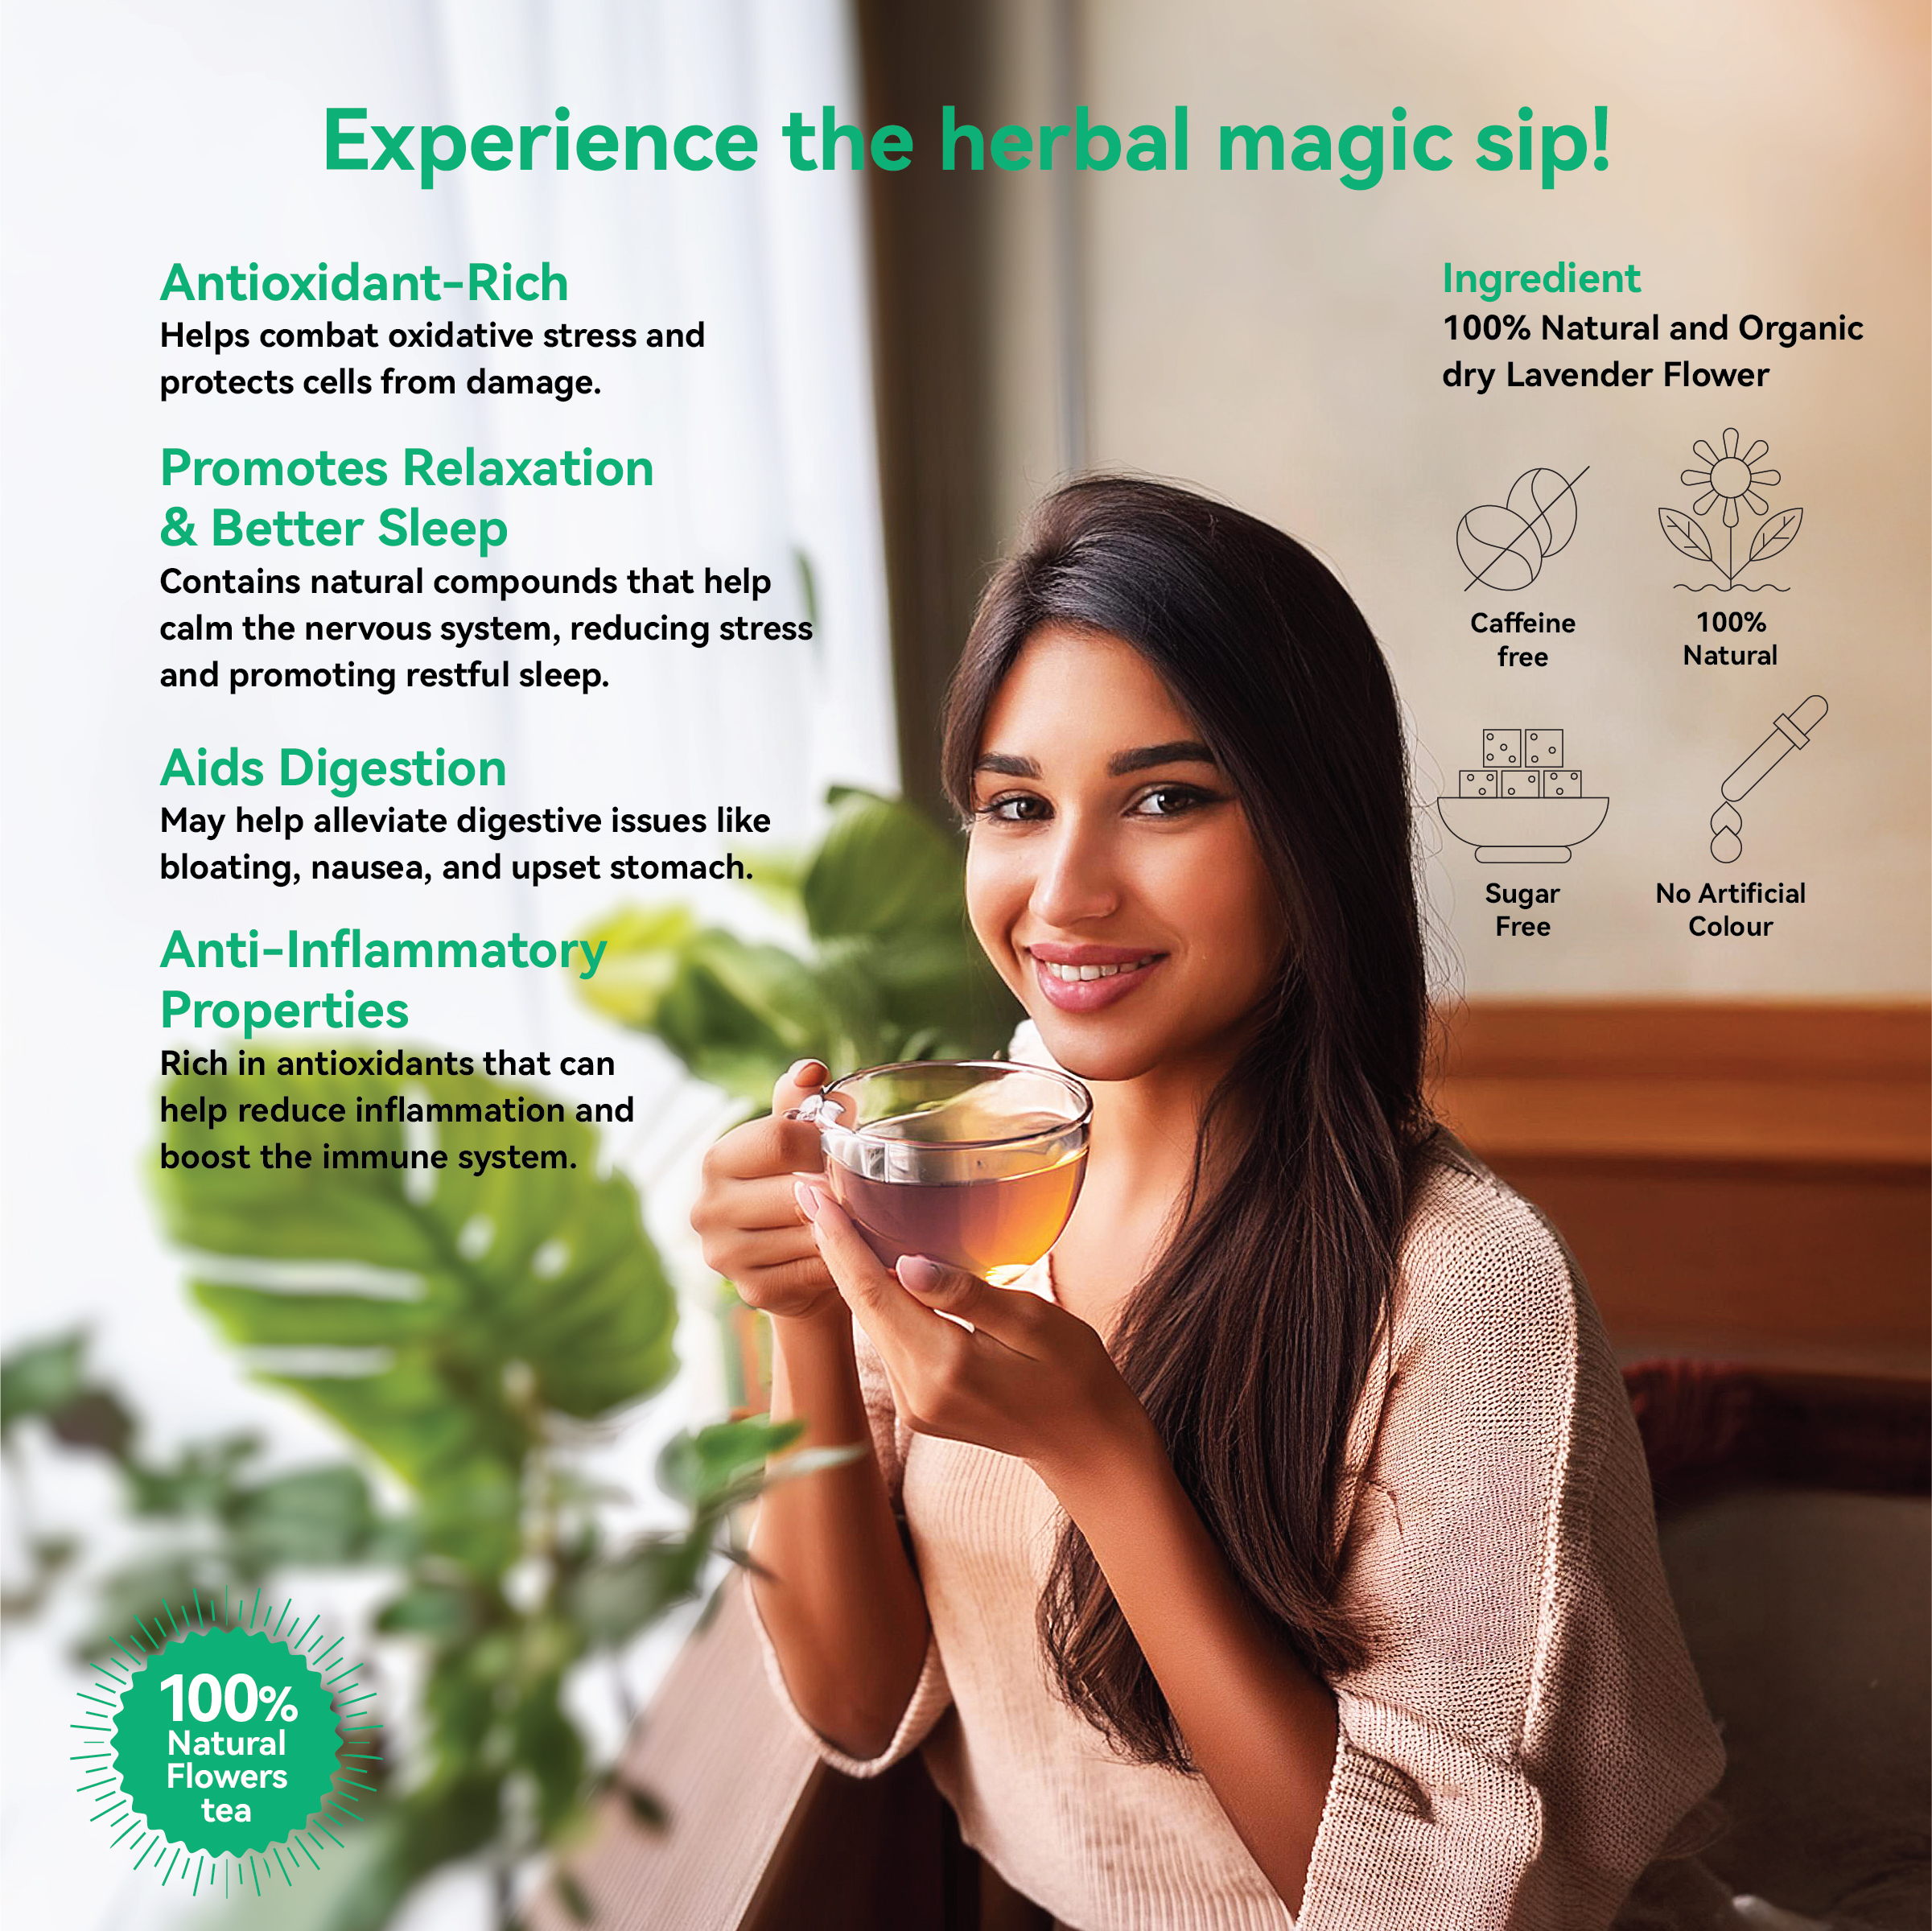 Experience the herbal magic sip!
Antioxidant-Rich
Helps combat oxidative stress and
protects cells from damage.
Promotes Relaxation
& Better Sleep
Contains natural compounds that help
calm the nervous system, reducing stress
and promoting restful sleep.
Aids Digestion
May help alleviate digestive issues like
bloating, nausea, and upset stomach.
Anti-Inflammatory
Properties
Rich in antioxidants that can
help reduce inflammation and
boost the immune system.
Ingredient
100% Natural and Organic
dry Lavender Flower
Caffeine
free
100%
Natural
Sugar
Free
No Artificial
Colour
100%
Natural
Flowers
tea